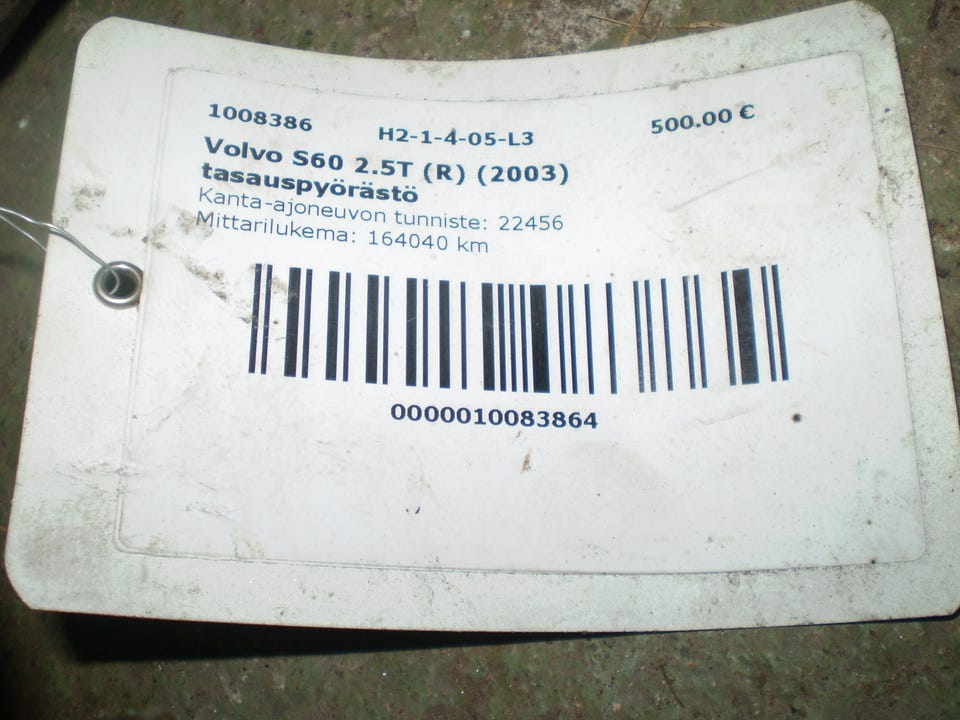 1008386 H2-1-4-05-L3 500.00 €
Volvo S60 2.5T (R) (2003)
tasauspyörästö
Kanta-ajoneuvon tunniste: 22456
Mittarilukema: 164040 km
0000010083864